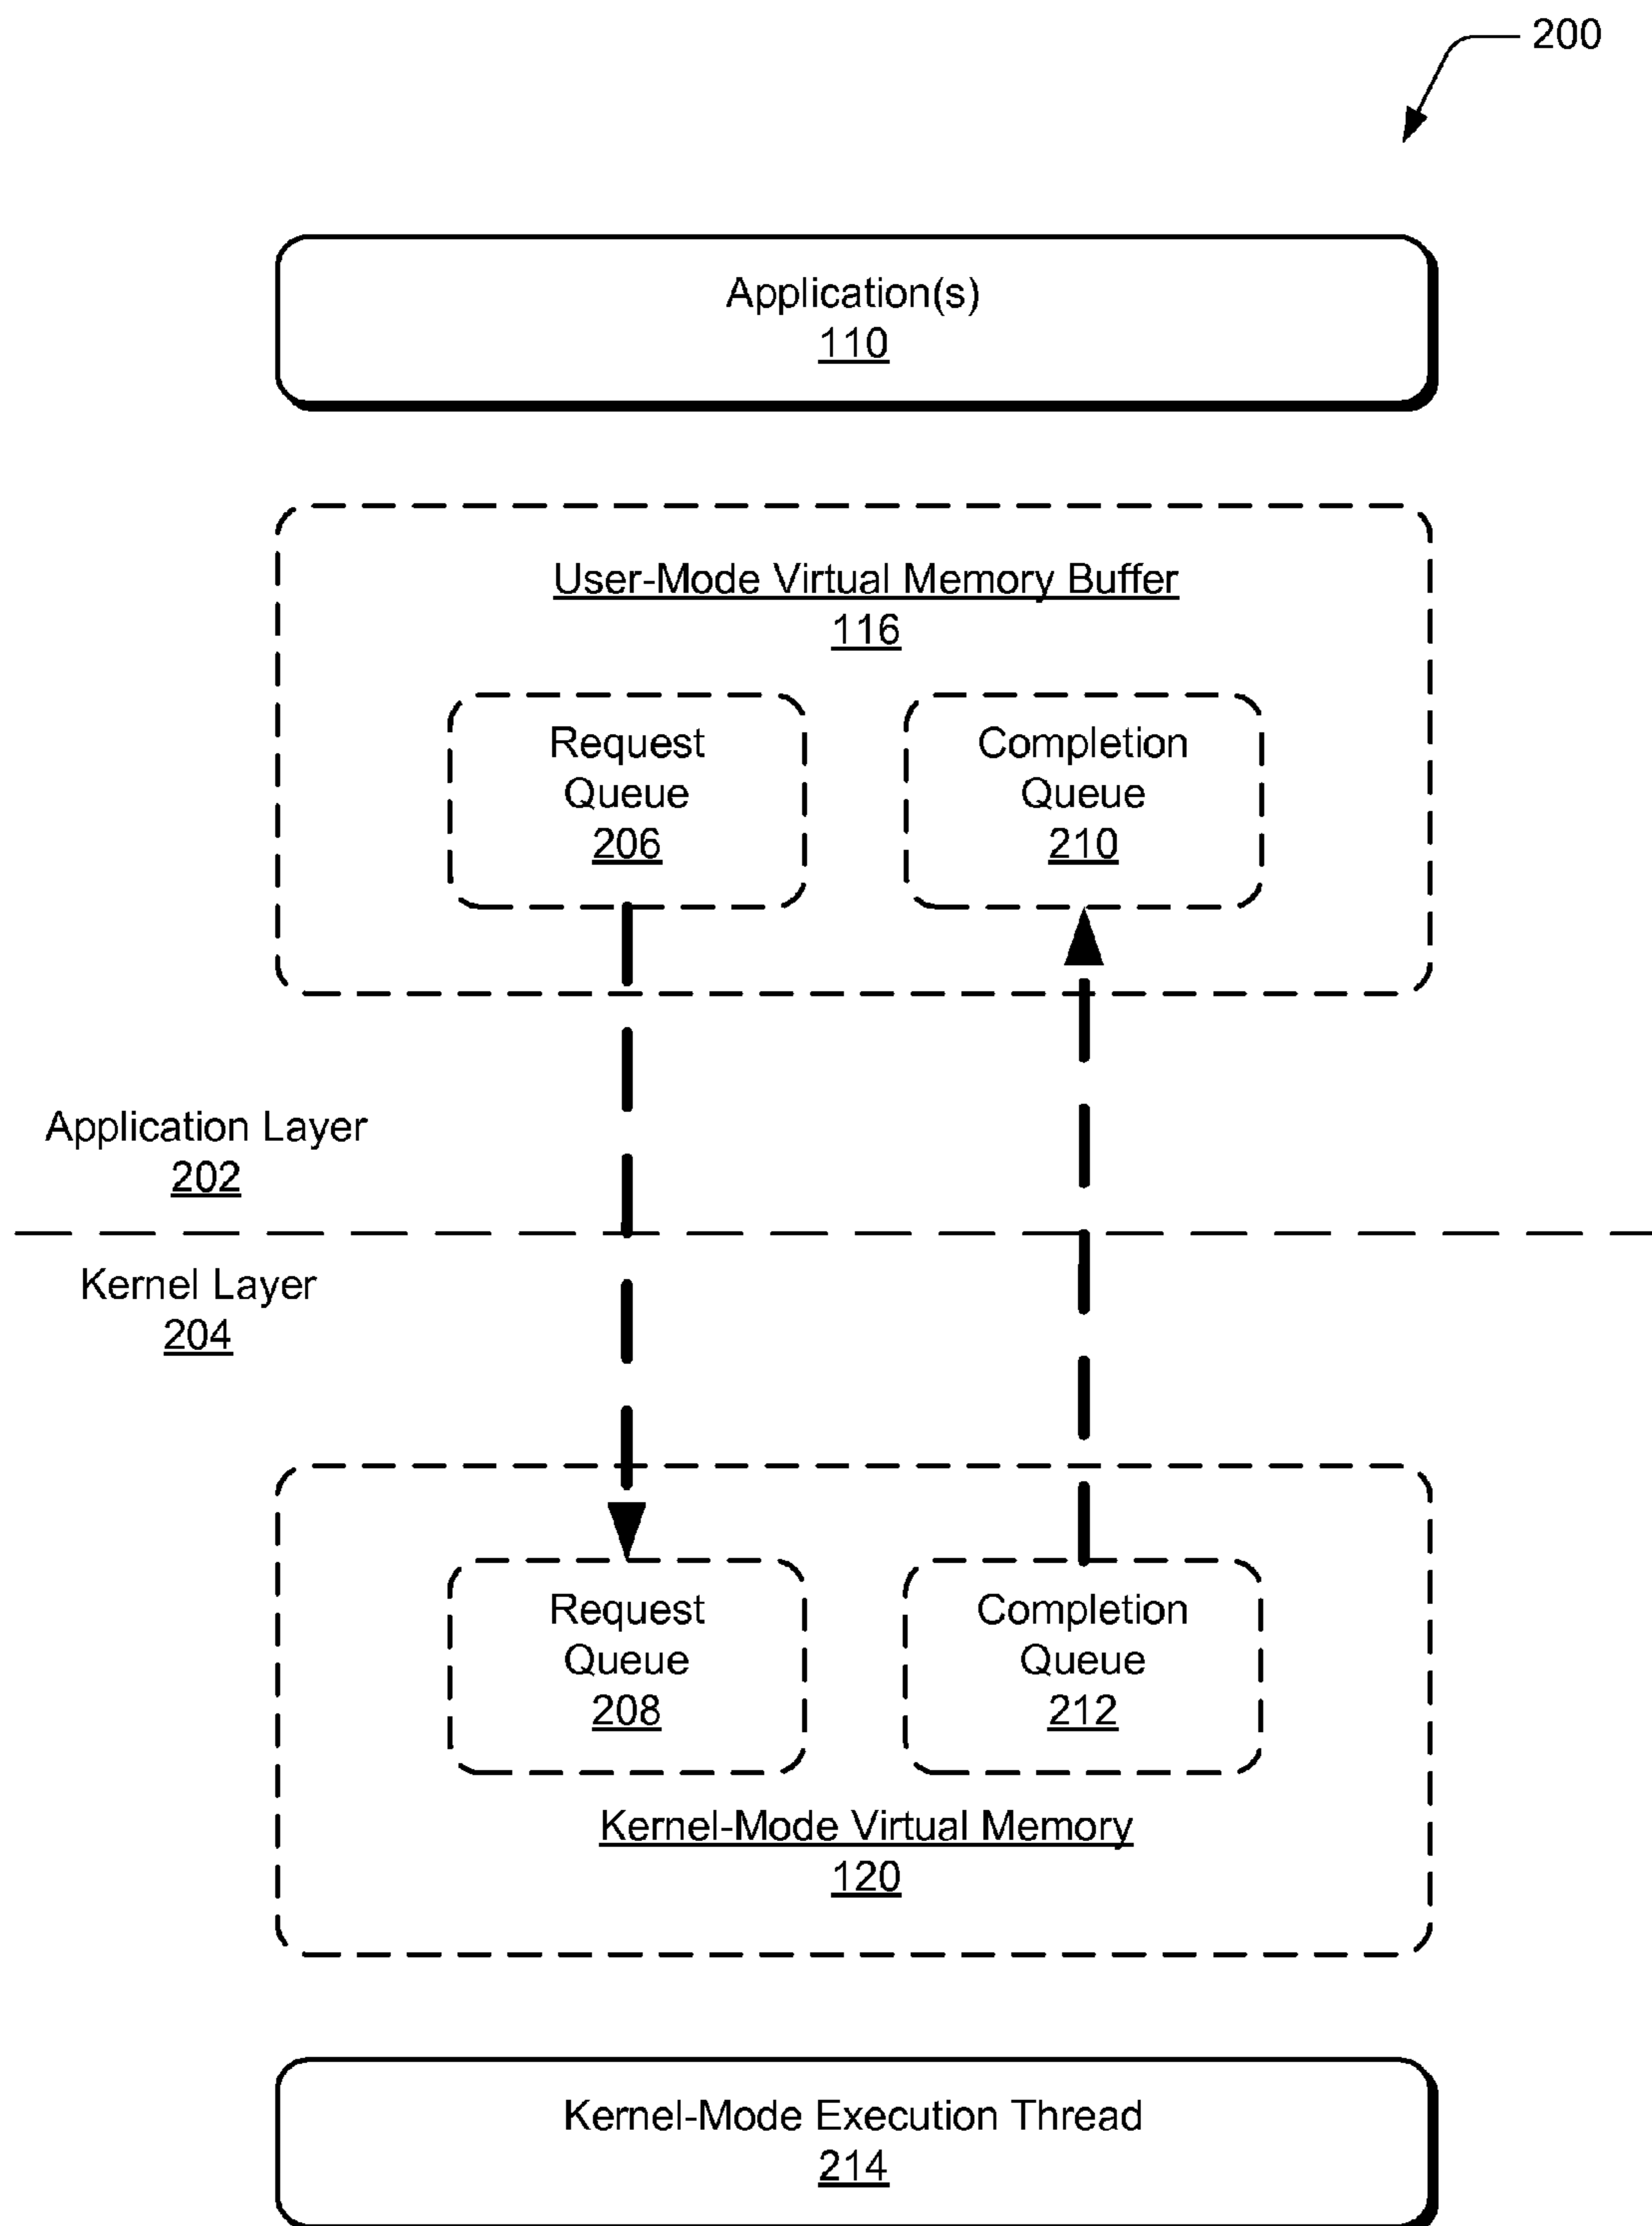 200
Application(s)
110
User-Mode Virtual Memory Buffer
116
Request
Queue
206
Completion
Queue
210
Application Layer
202
Kernel Layer
204
Request
Queue
208
Completion
Queue
212
Kernel-Mode Virtual Memory
120
Kernel-Mode Execution Thread
214